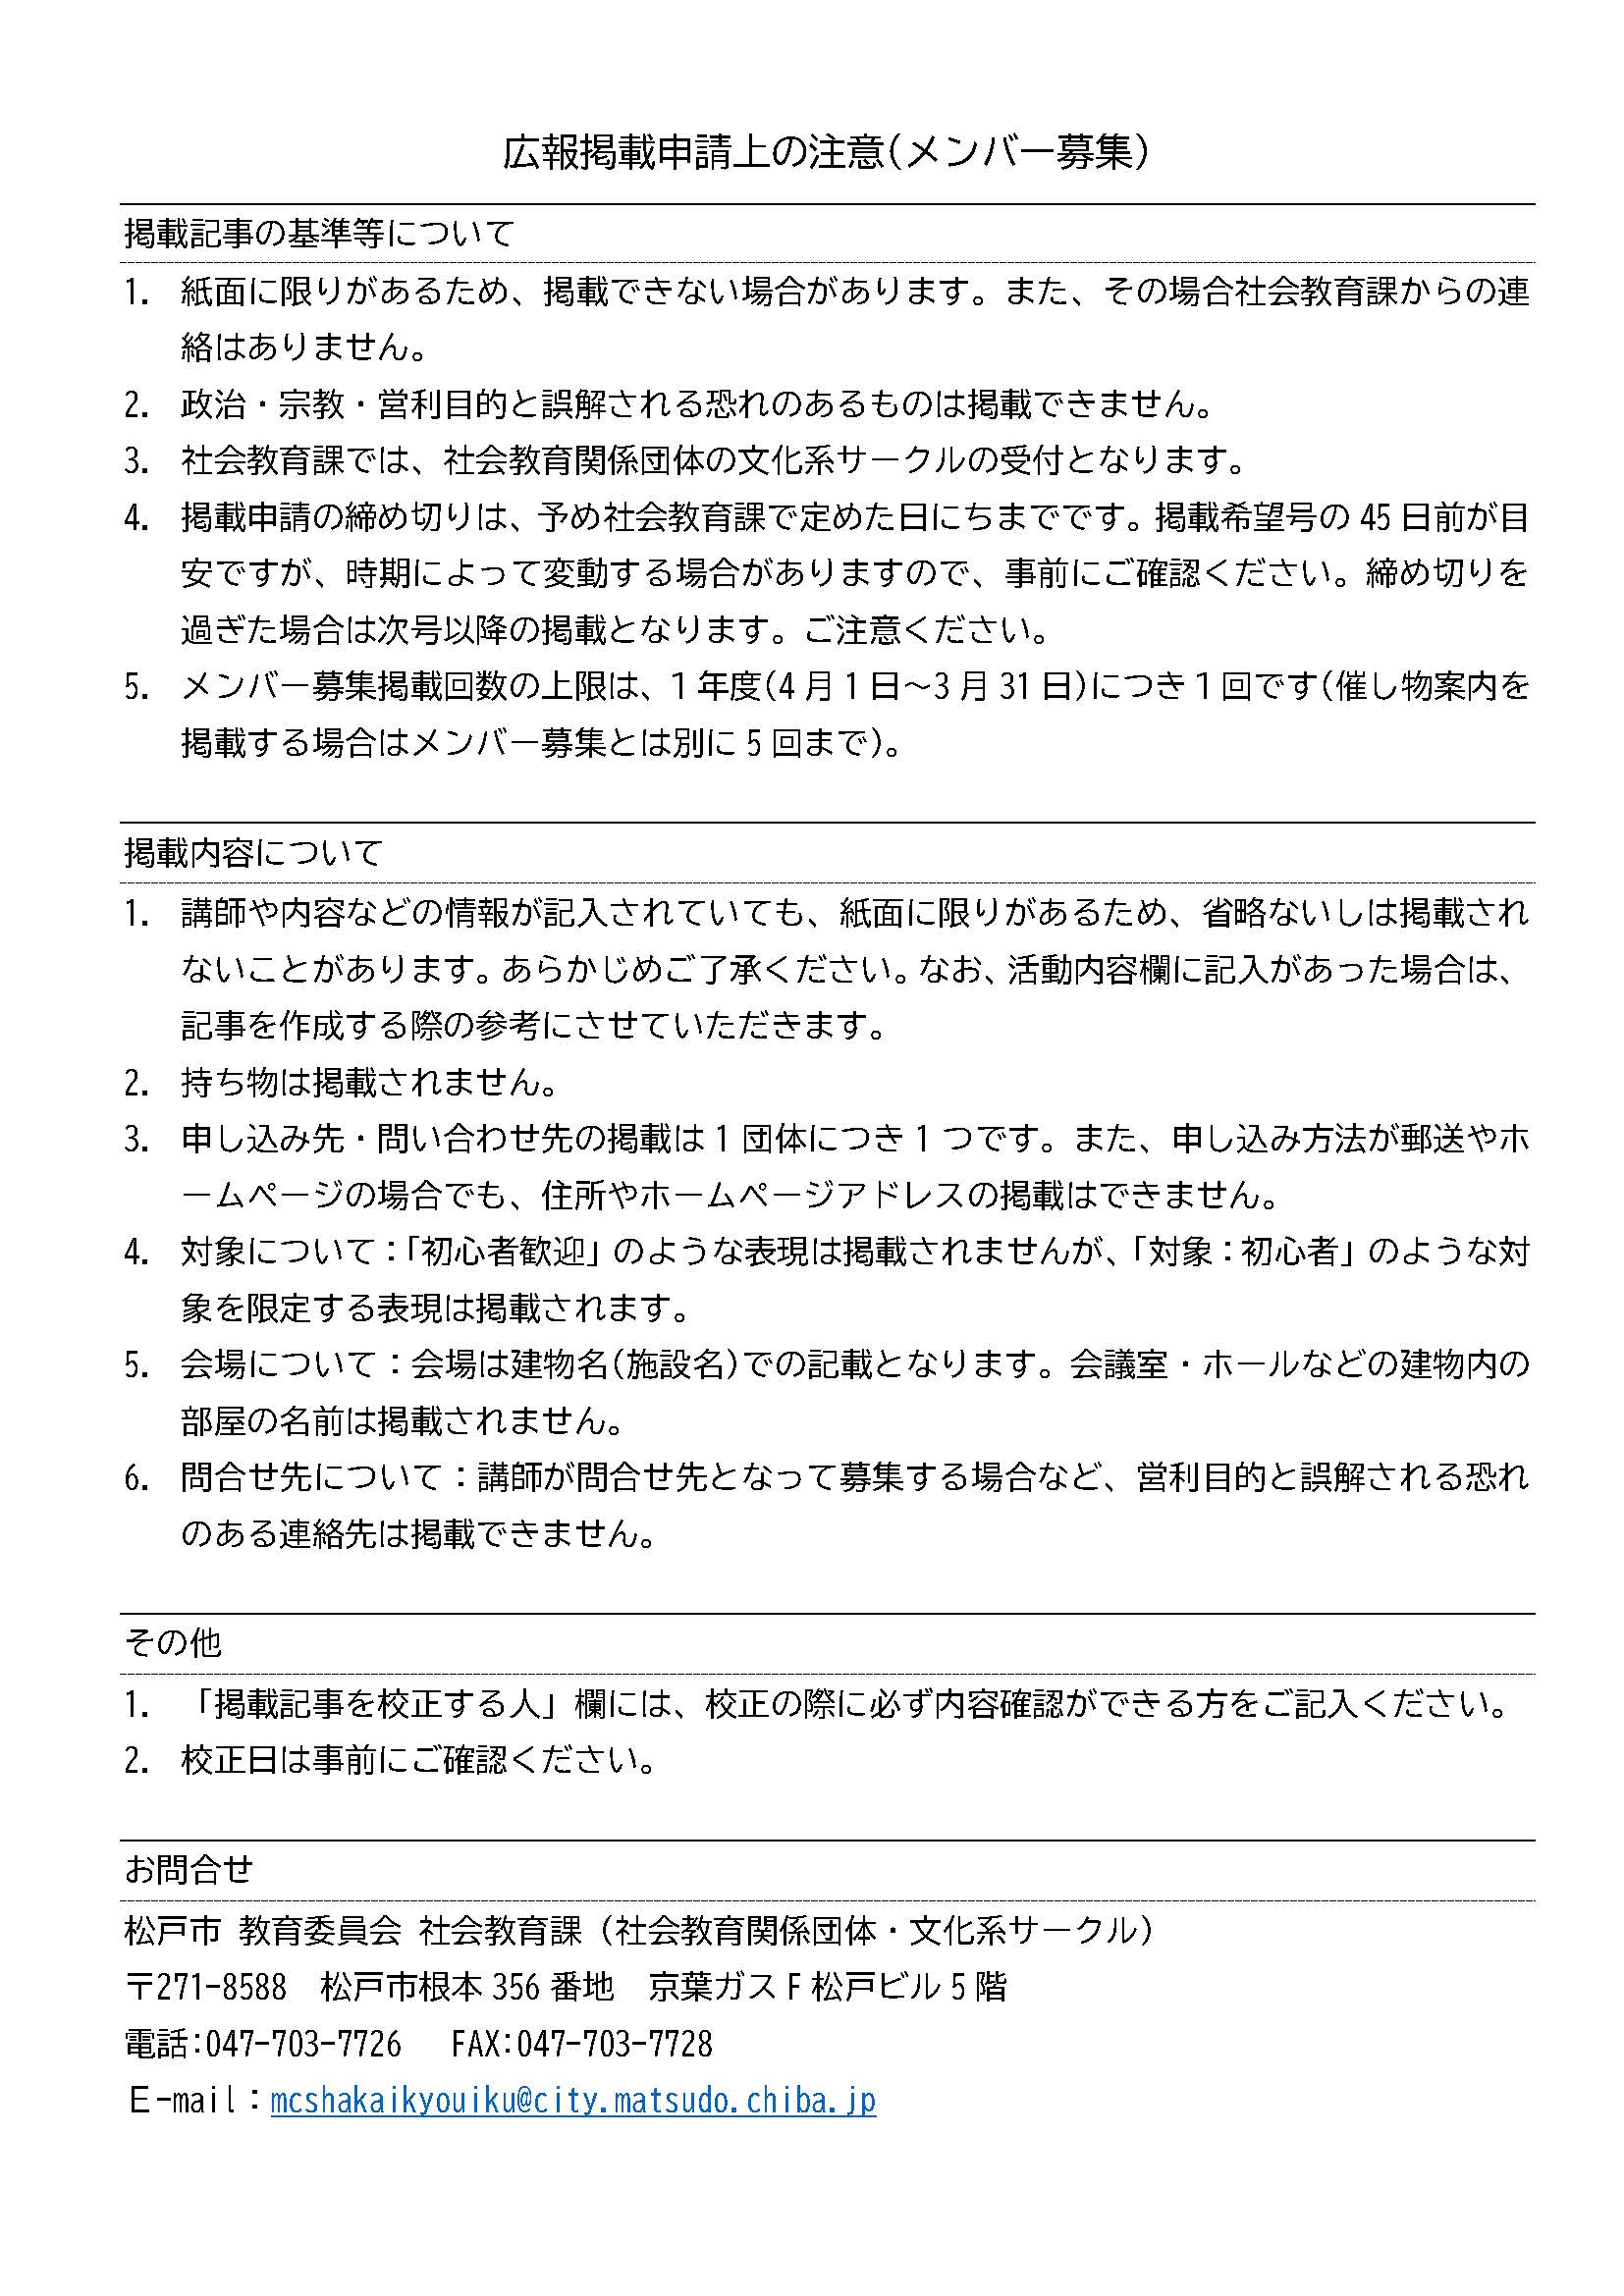 広報掲載申請上の注意(メンバー募集)
掲載記事の基準等について
1. 紙面に限りがあるため、掲載できない場合があります。また、その場合社会教育課からの連
絡はありません。
2. 政治・宗教・営利目的と誤解される恐れのあるものは掲載できません。
3. 社会教育課では、社会教育関係団体の文化系サークルの受付となります。
4. 掲載申請の締め切りは、予め社会教育課で定めた日にちまでです。掲載希望号の 45 日前が目
安ですが、時期によって変動する場合がありますので、事前にご確認ください。締め切りを
過ぎた場合は次号以降の掲載となります。ご注意ください。
5. メンバー募集掲載回数の上限は、1 年度(4 月 1 日～3 月 31 日)につき 1 回です(催し物案内を
掲載する場合はメンバー募集とは別に 5 回まで)。
掲載内容について
1. 講師や内容などの情報が記入されていても、紙面に限りがあるため、省略ないしは掲載され
ないことがあります。あらかじめご了承ください。なお、活動内容欄に記入があった場合は、
記事を作成する際の参考にさせていただきます。
2. 持ち物は掲載されません。
3. 申し込み先・問い合わせ先の掲載は 1 団体につき 1 つです。また、申し込み方法が郵送やホ
ームページの場合でも、住所やホームページアドレスの掲載はできません。
4. 対象について：「初心者歓迎」のような表現は掲載されませんが、「対象：初心者」のような対
象を限定する表現は掲載されます。
5. 会場について：会場は建物名(施設名)での記載となります。会議室・ホールなどの建物内の
部屋の名前は掲載されません。
6. 問合せ先について：講師が問合せ先となって募集する場合など、営利目的と誤解される恐れ
のある連絡先は掲載できません。
その他
1. 「掲載記事を校正する人」欄には、校正の際に必ず内容確認ができる方をご記入ください。
2. 校正日は事前にご確認ください。
お問合せ
松戸市 教育委員会 社会教育課（社会教育関係団体・文化系サークル）
〒271-8588　松戸市根本 356 番地　京葉ガス F 松戸ビル 5 階
電話:047-703-7726　FAX:047-703-7728
Ｅ-mail：mcshakaikyouiku@city.matsudo.chiba.jp